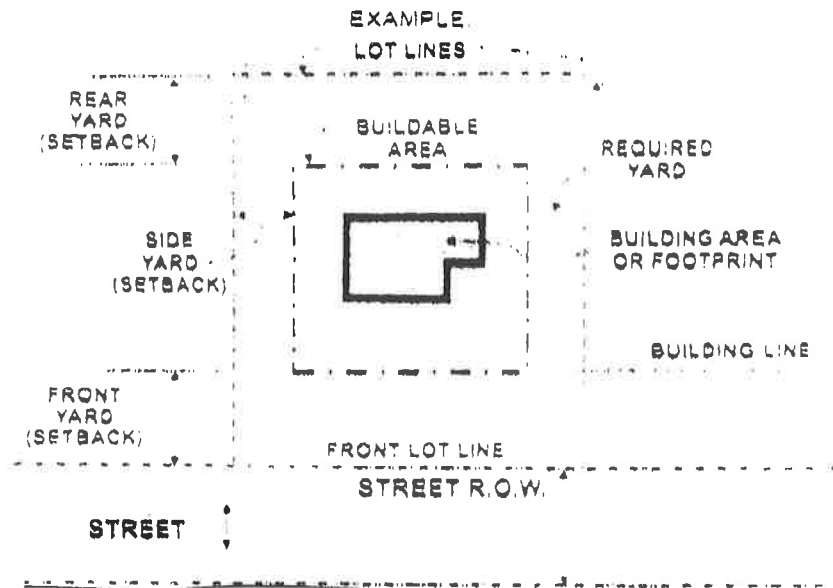 EXAMPLE
LOT LINES
REAR
YARD
(SETBACK)
BUILDABLE
AREA
REQUIRED
YARD
SIDE
YARD
(SETBACK)
BUILDING AREA
OR FOOTPRINT
BUILDING LINE
FRONT
YARD
(SETBACK)
FRONT LOT LINE
STREET R.O.W.
STREET